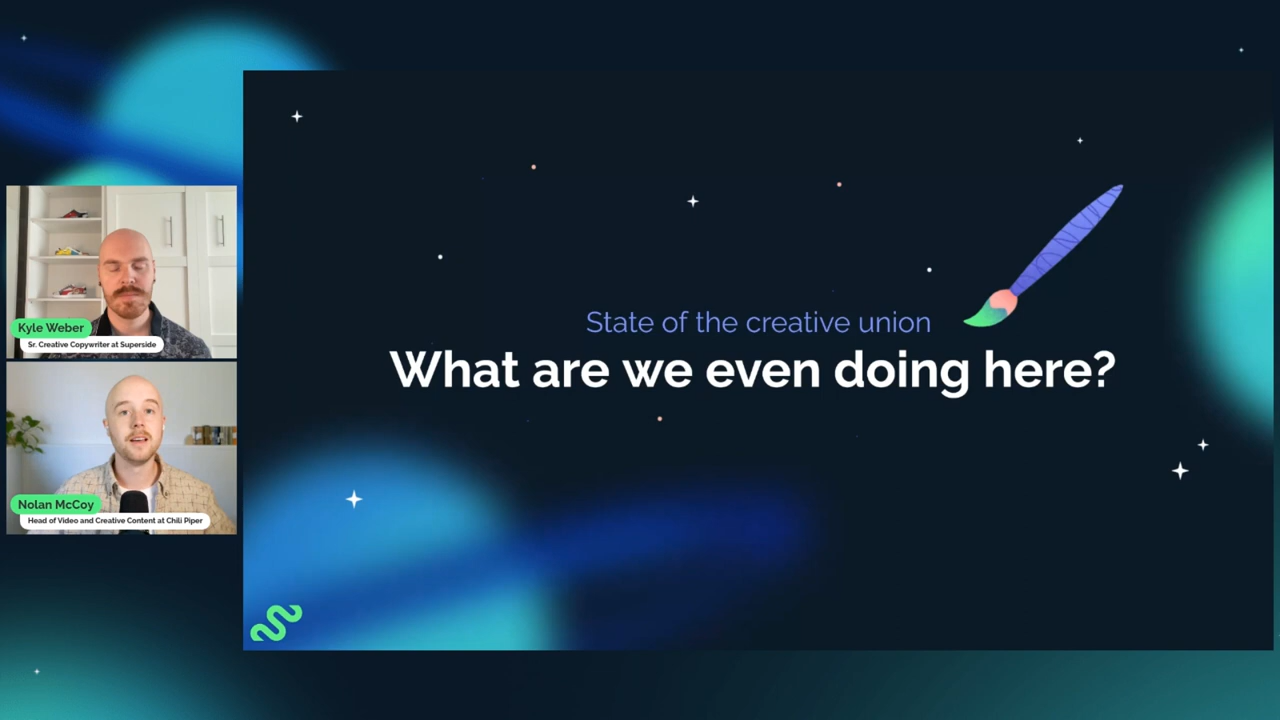 Kyle Weber
Sr. Creative Copywriter at Superside
Nolan McCoy
Head of Video and Creative Content at Chili Piper
State of the creative union
What are we even doing here?